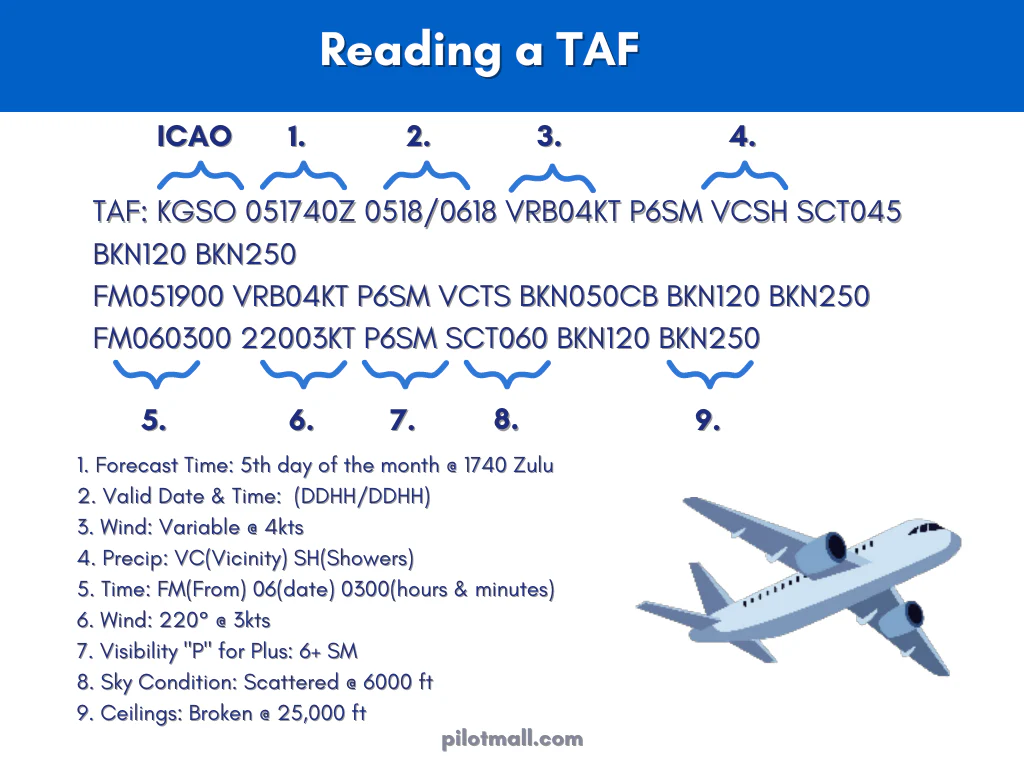 Reading a TAF
ICAO 1. 2. 3. 4.
TAF: KGSO 051740Z 0518/0618 VRB04KT P6SM VCSH SCT045
BKN120 BKN250
FM051900 VRB04KT P6SM VCTS BKN050CB BKN120 BKN250
FM060300 22003KT P6SM SCT060 BKN120 BKN250
5. 6. 7. 8. 9.
1. Forecast Time: 5th day of the month @ 1740 Zulu
2. Valid Date & Time: (DDHH/DDHH)
3. Wind: Variable @ 4kts
4. Precip: VC(Vicinity) SH(Showers)
5. Time: FM(From) 06(date) 0300(hours & minutes)
6. Wind: 220° @ 3kts
7. Visibility "P" for Plus: 6+ SM
8. Sky Condition: Scattered @ 6000 ft
9. Ceilings: Broken @ 25,000 ft
pilotmall.com